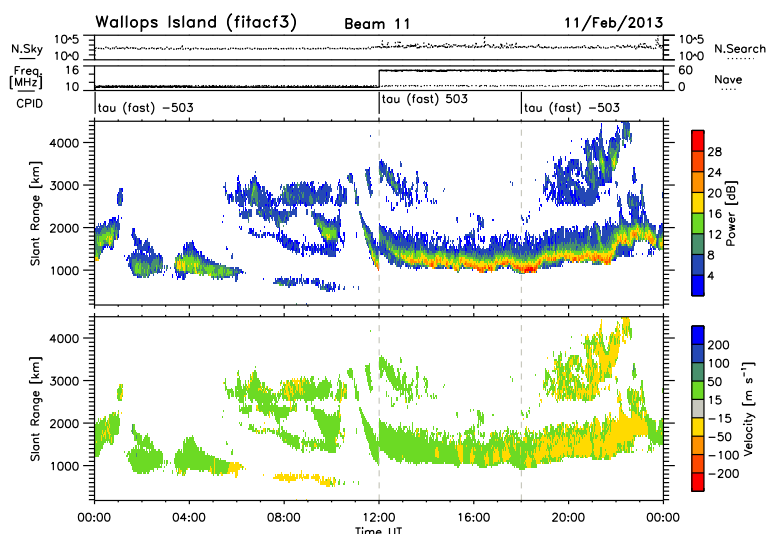 Wallops Island (fitacf3) Beam 11 11/Feb/2013
10^5 10^5
N.Sky N.Search
10^0 10^0
Freq. 16 60
[MHz] 10 Nave 0
CPID tau (fast) -503 tau (fast) 503 tau (fast) -503
4000
3000
2000
1000
Slant Range [km]
28
24
20
16
12
8
4
Power [dB]
4000
3000
2000
1000
Slant Range [km]
200
100
50
15
-15
-50
-100
-200
Velocity [m s⁻¹]
00:00 04:00 08:00 12:00 16:00 20:00 00:00
Time UT